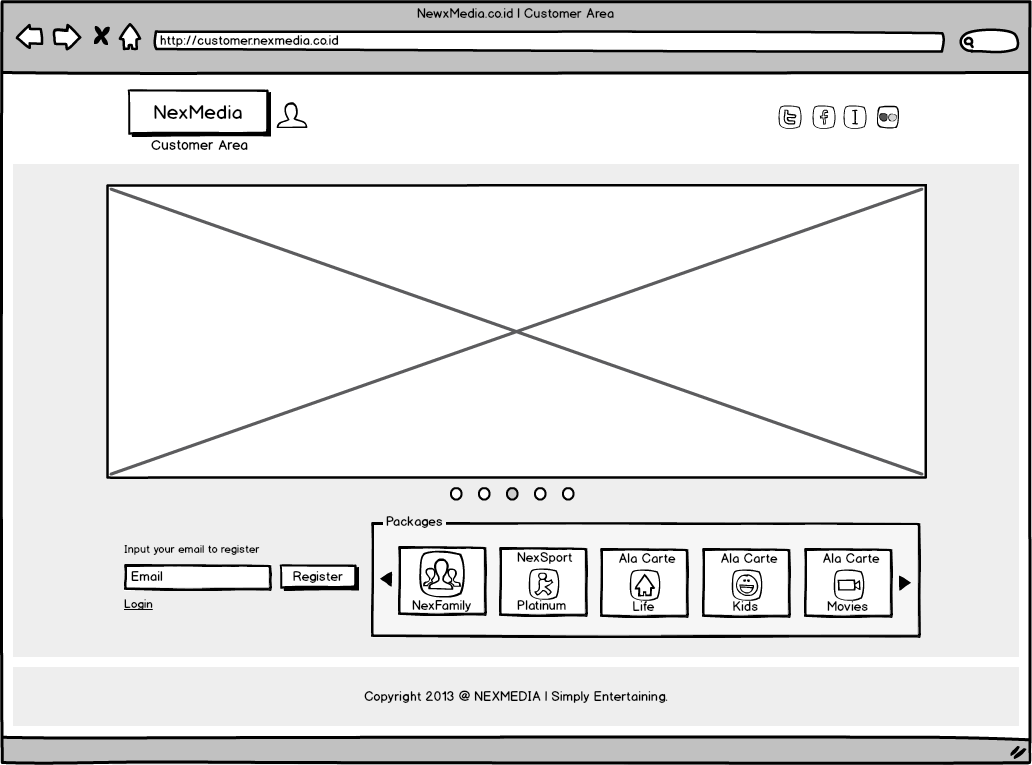 NewxMedia.co.id | Customer Area
http://customer.nexmedia.co.id
NexMedia
Customer Area
Packages
Input your email to register
Email
Register
Login
NexFamily
NexSport
Platinum
Ala Carte
Life
Ala Carte
Kids
Ala Carte
Movies
Copyright 2013 @ NEXMEDIA | Simply Entertaining.